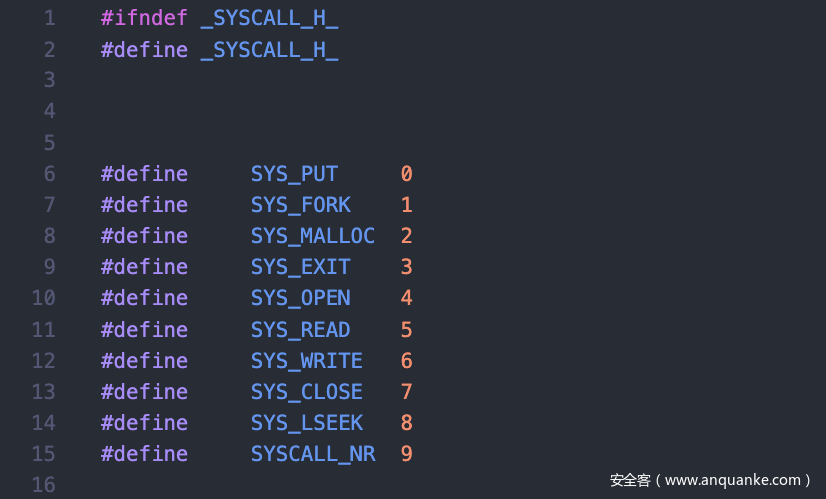 1 #ifndef _SYSCALL_H_
2 #define _SYSCALL_H_
3
4
5
6 #define SYS_PUT 0
7 #define SYS_FORK 1
8 #define SYS_MALLOC 2
9 #define SYS_EXIT 3
10 #define SYS_OPEN 4
11 #define SYS_READ 5
12 #define SYS_WRITE 6
13 #define SYS_CLOSE 7
14 #define SYS_LSEEK 8
15 #define SYSCALL_NR 9
16
安全客（www.anquanke.com）